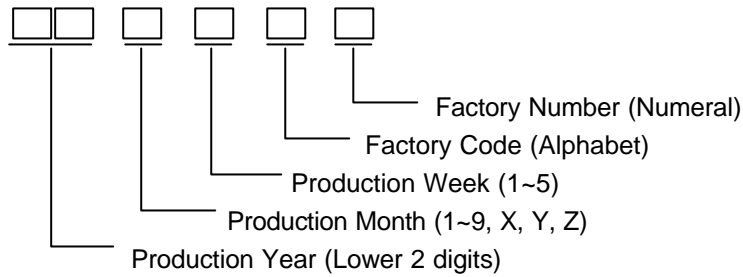 Factory Number (Numeral)
Factory Code (Alphabet)
Production Week (1~5)
Production Month (1~9, X, Y, Z)
Production Year (Lower 2 digits)